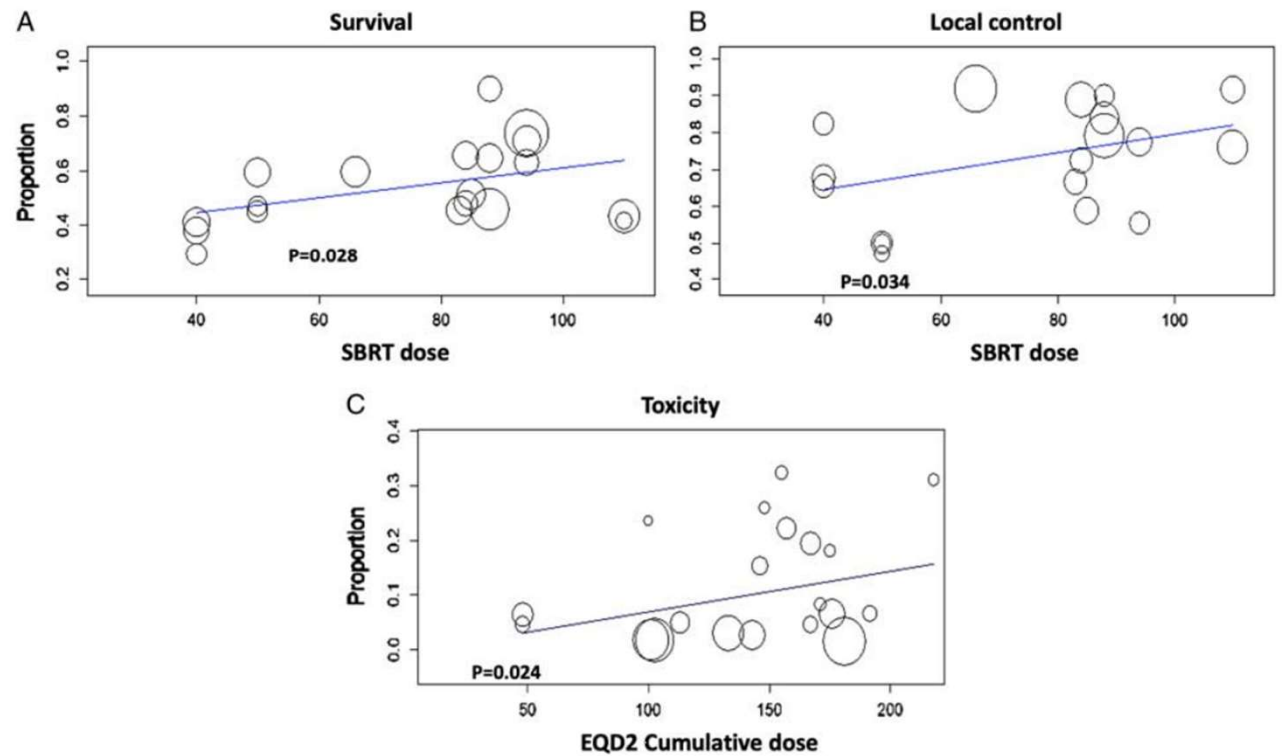 A
Survival
Proportion
1.0
0.8
0.6
0.4
0.2
P=0.028
40 60 80 100
SBRT dose
B
Local control
1.0
0.9
0.8
0.7
0.6
0.5
0.4
P=0.034
40 60 80 100
SBRT dose
C
Toxicity
Proportion
0.4
0.3
0.2
0.1
0.0
P=0.024
50 100 150 200
EQD2 Cumulative dose